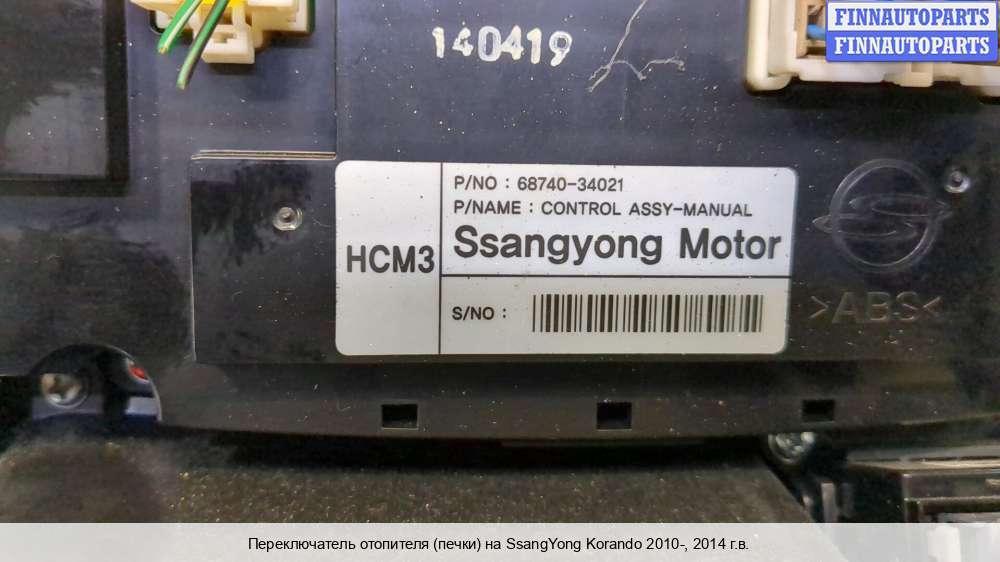 FINNAUTOPARTS
FINNAUTOPARTS
140419
P/NO : 68740-34021
P/NAME : CONTROL ASSY-MANUAL
HCM3
Ssangyong Motor
S/NO :
>ABS<
Переключатель отопителя (печки) на SsangYong Korando 2010-, 2014 г.в.